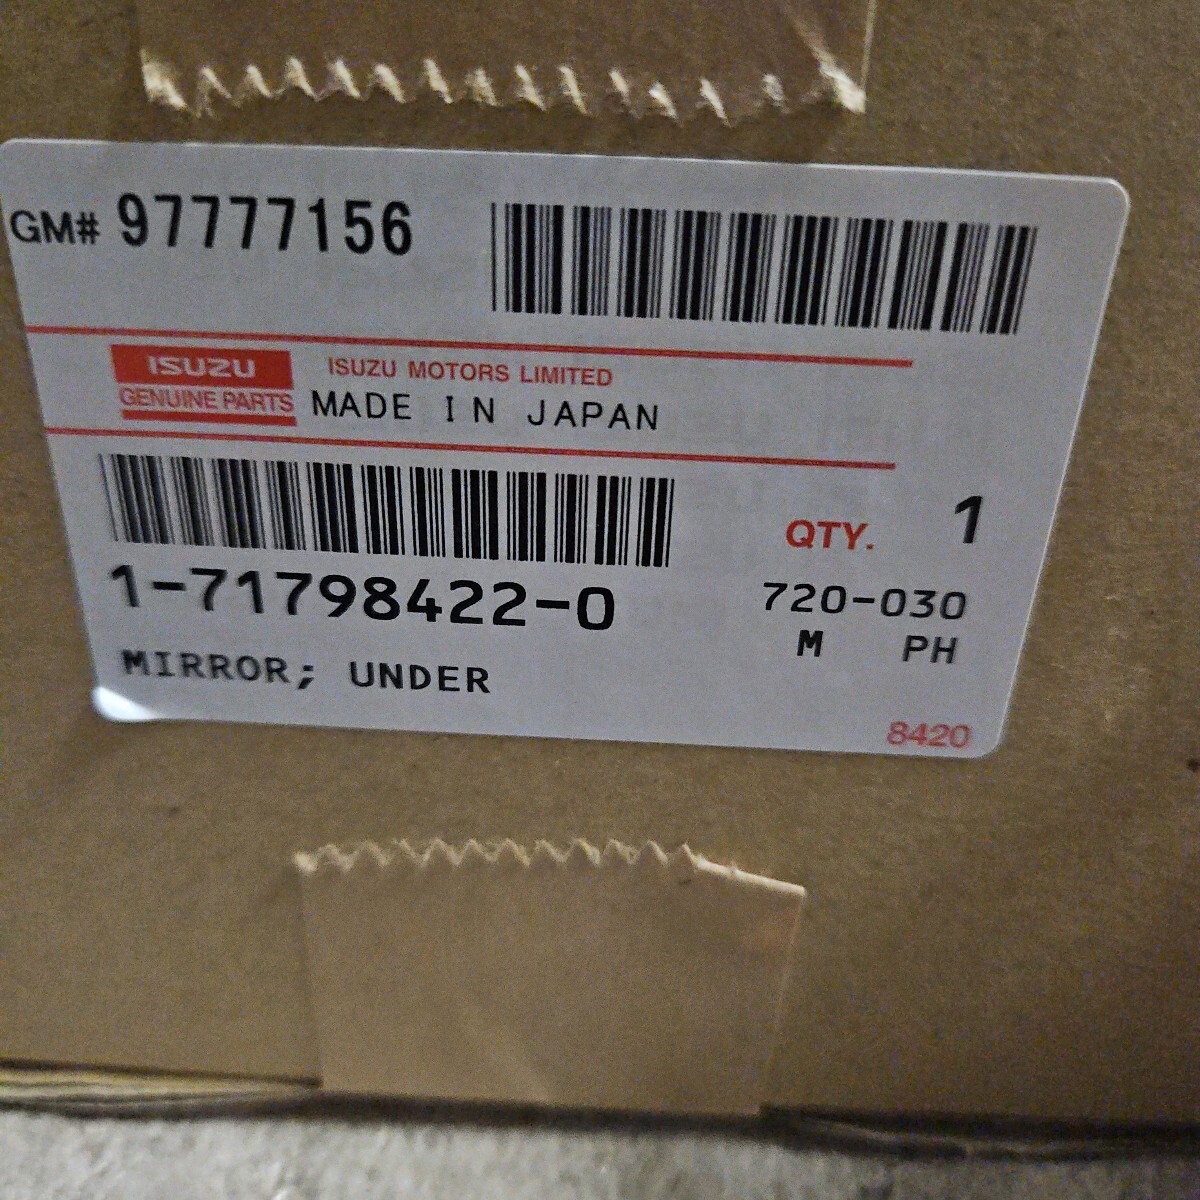 GM# 97777156
ISUZU
GENUINE PARTS
ISUZU MOTORS LIMITED
MADE IN JAPAN
QTY. 1
1-71798422-0
720-030
M PH
MIRROR; UNDER
8420